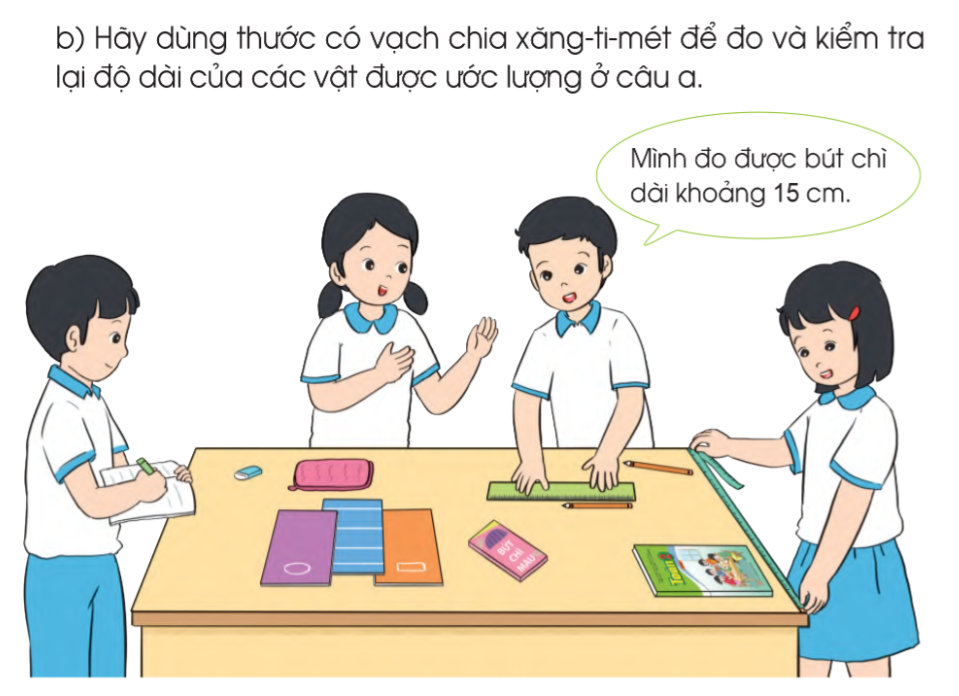 b) Hãy dùng thước có vạch chia xăng-ti-mét để đo và kiểm tra
lại độ dài của các vật được ước lượng ở câu a.
Mình đo được bút chì
dài khoảng 15 cm.
BÚT
CHÌ
MÀU
Toán